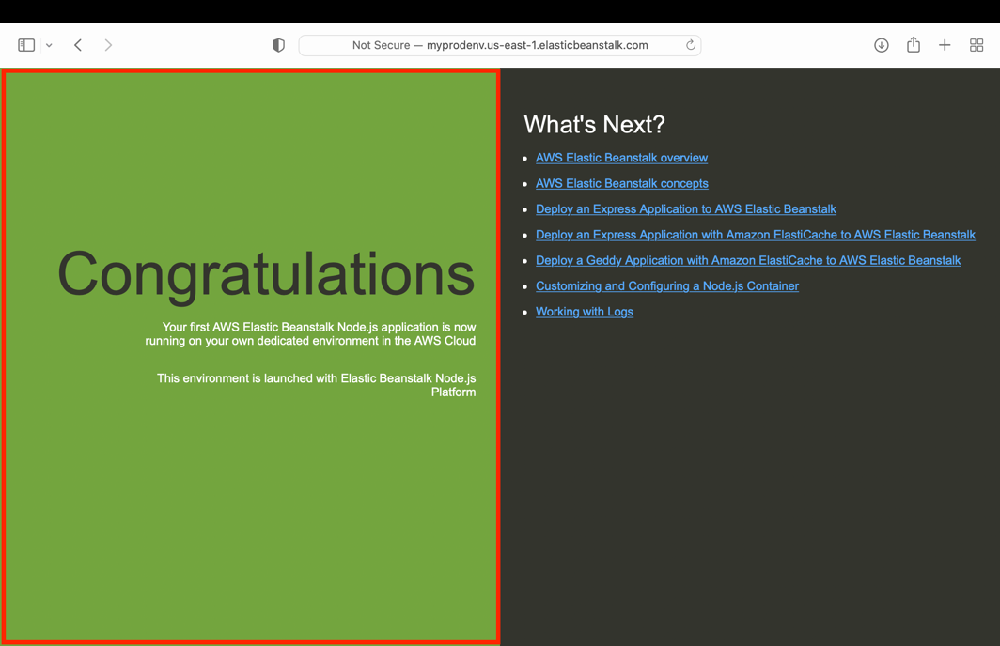 Not Secure — myprodenv.us-east-1.elasticbeanstalk.com
Congratulations
Your first AWS Elastic Beanstalk Node.js application is now
running on your own dedicated environment in the AWS Cloud
This environment is launched with Elastic Beanstalk Node.js
Platform
What's Next?
AWS Elastic Beanstalk overview
AWS Elastic Beanstalk concepts
Deploy an Express Application to AWS Elastic Beanstalk
Deploy an Express Application with Amazon ElastiCache to AWS Elastic Beanstalk
Deploy a Geddy Application with Amazon ElastiCache to AWS Elastic Beanstalk
Customizing and Configuring a Node.js Container
Working with Logs